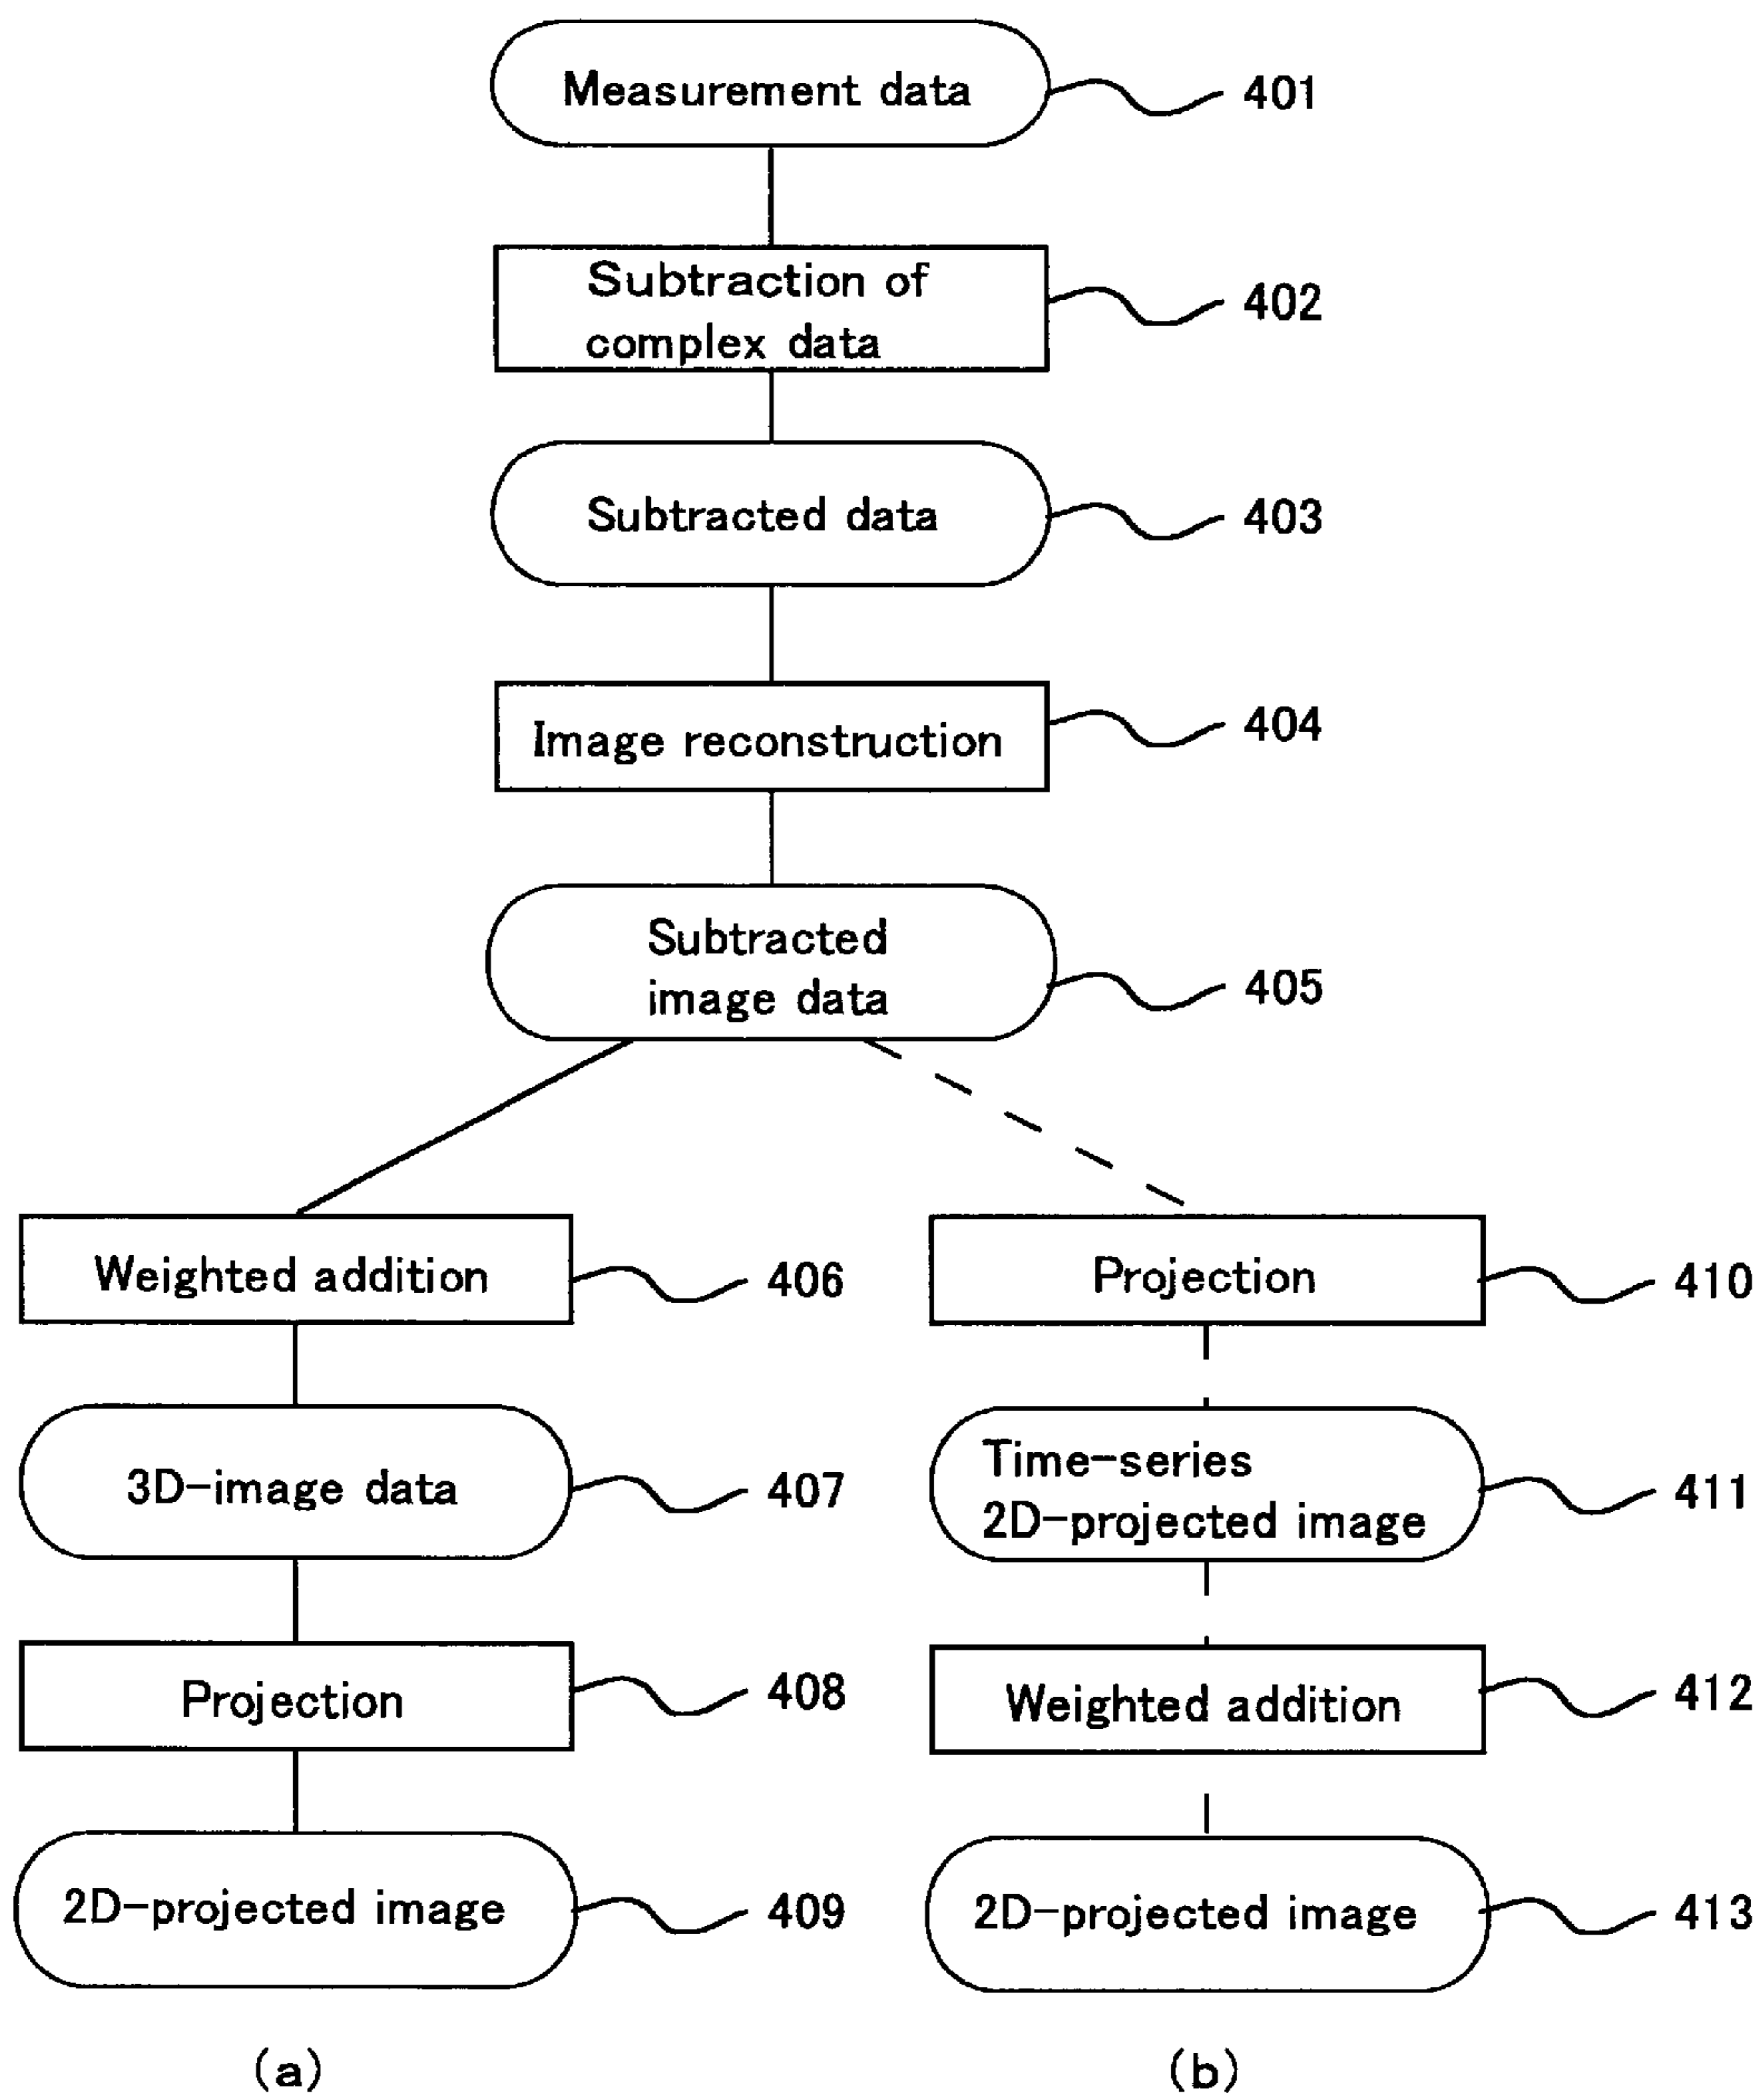 Measurement data
401
Subtraction of
complex data
402
Subtracted data
403
Image reconstruction
404
Subtracted
image data
405
Weighted addition
406
3D-image data
407
Projection
408
2D-projected image
409
(a)
Projection
410
Time-series
2D-projected image
411
Weighted addition
412
2D-projected image
413
(b)